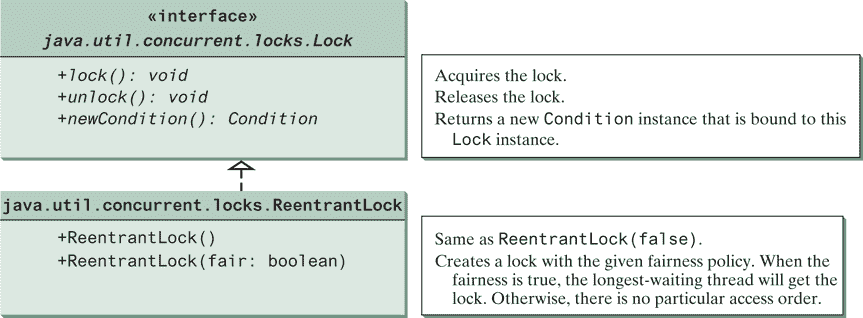 «interface»
java.util.concurrent.locks.Lock
+lock(): void
+unlock(): void
+newCondition(): Condition
Acquires the lock.
Releases the lock.
Returns a new Condition instance that is bound to this
Lock instance.
java.util.concurrent.locks.ReentrantLock
+ReentrantLock()
+ReentrantLock(fair: boolean)
Same as ReentrantLock(false).
Creates a lock with the given fairness policy. When the
fairness is true, the longest-waiting thread will get the
lock. Otherwise, there is no particular access order.